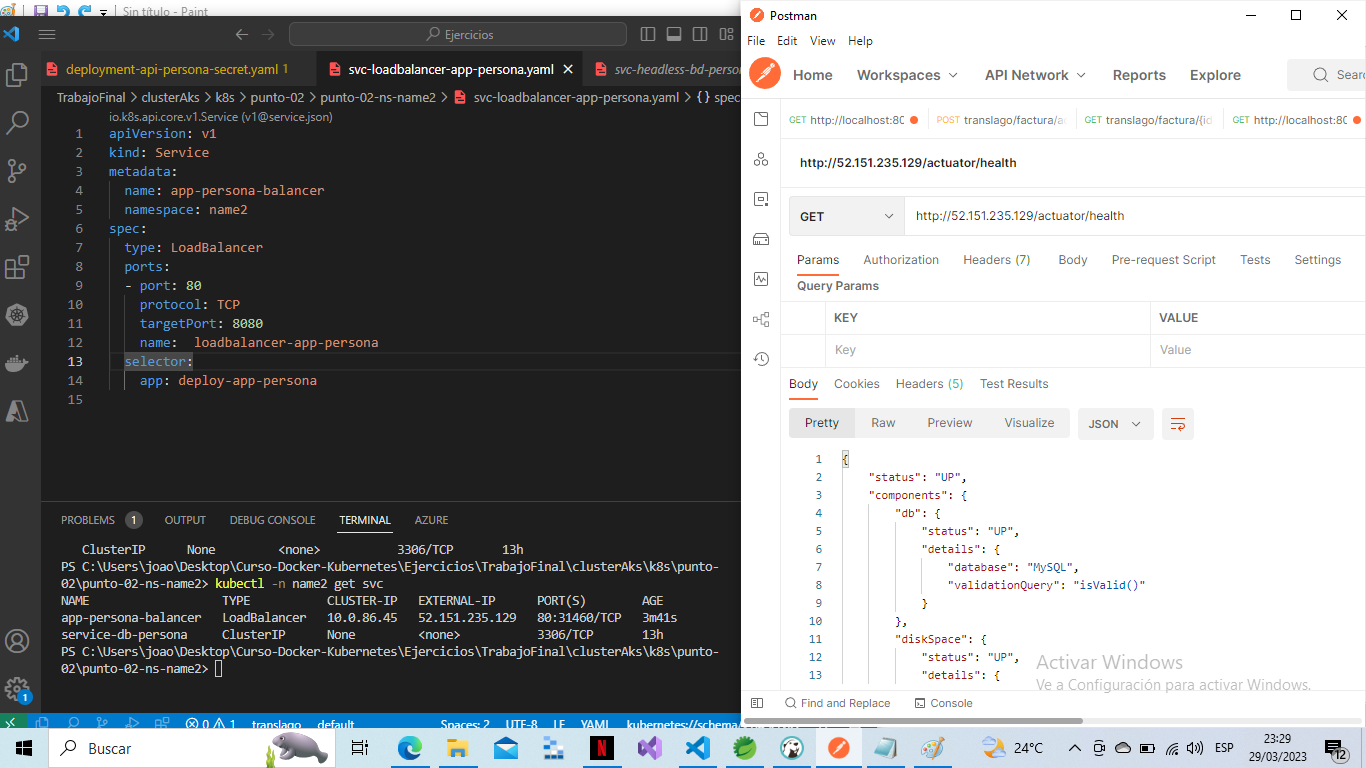 Sin título - Paint
Ejercicios
deployment-api-persona-secret.yaml 1
svc-loadbalancer-app-persona.yaml
svc-headless-bd-person
TrabajoFinal > clusterAks > k8s > punto-02 > punto-02-ns-name2 > svc-loadbalancer-app-persona.yaml > {} spec
io.k8s.api.core.v1.Service (v1@service.json)
1 apiVersion: v1
2 kind: Service
3 metadata:
4 name: app-persona-balancer
5 namespace: name2
6 spec:
7 type: LoadBalancer
8 ports:
9 - port: 80
10 protocol: TCP
11 targetPort: 8080
12 name:  loadbalancer-app-persona
13 selector:
14 app: deploy-app-persona
15
PROBLEMS 1 OUTPUT DEBUG CONSOLE TERMINAL AZURE
ClusterIP None <none> 3306/TCP 13h
PS C:\Users\joao\Desktop\Curso-Docker-Kubernetes\Ejercicios\TrabajoFinal\clusterAks\k8s\punto-
02\punto-02-ns-name2> kubectl -n name2 get svc
NAME TYPE CLUSTER-IP EXTERNAL-IP PORT(S) AGE
app-persona-balancer LoadBalancer 10.0.86.45 52.151.235.129 80:31460/TCP 3m41s
service-db-persona ClusterIP None <none> 3306/TCP 13h
PS C:\Users\joao\Desktop\Curso-Docker-Kubernetes\Ejercicios\TrabajoFinal\clusterAks\k8s\punto-
02\punto-02-ns-name2>
1
0 1 translago default Spaces: 2 UTF-8 LF YAML
Postman
File Edit View Help
Home Workspaces API Network Reports Explore Sear
GET http://localhost:80
POST translago/factura/a
GET translago/factura/{id
GET http://localhost:80
http://52.151.235.129/actuator/health
GET http://52.151.235.129/actuator/health
Params Authorization Headers (7) Body Pre-request Script Tests Settings
Query Params
KEY VALUE
Key Value
Body Cookies Headers (5) Test Results
Pretty Raw Preview Visualize JSON
1 {
2 "status": "UP",
3 "components": {
4 "db": {
5 "status": "UP",
6 "details": {
7 "database": "MySQL",
8 "validationQuery": "isValid()"
9 }
10 },
11 "diskSpace": {
12 "status": "UP",
13 "details": {
Activar Windows
Ve a Configuración para activar Windows.
Find and Replace Console
Buscar
24°C
ESP
23:29
29/03/2023
12